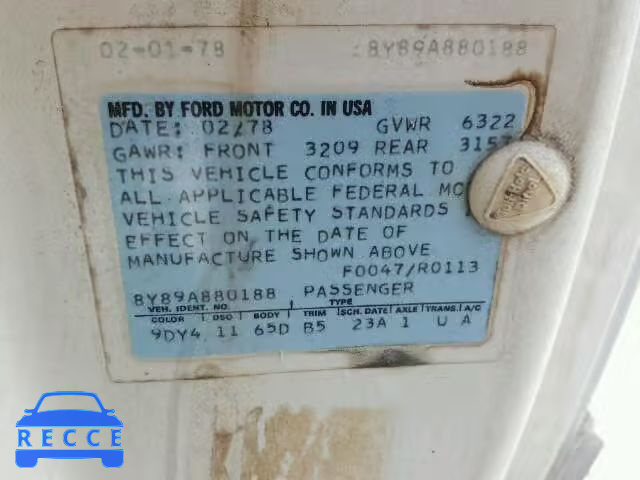 02-01-78 8Y89A880188
MFD. BY FORD MOTOR CO. IN USA
DATE: 02/78 GVWR 6322
GAWR: FRONT 3209 REAR 3157
THIS VEHICLE CONFORMS TO
ALL APPLICABLE FEDERAL MO
VEHICLE SAFETY STANDARDS
EFFECT ON THE DATE OF
MANUFACTURE SHOWN ABOVE
F0047/R0113
8Y89A880188 PASSENGER
VEH. IDENT. NO. TYPE
COLOR DSO BODY TRIM SCH. DATE AXLE TRANS. A/C
9DY4 11 65D B5 23A 1 U A
RECCE